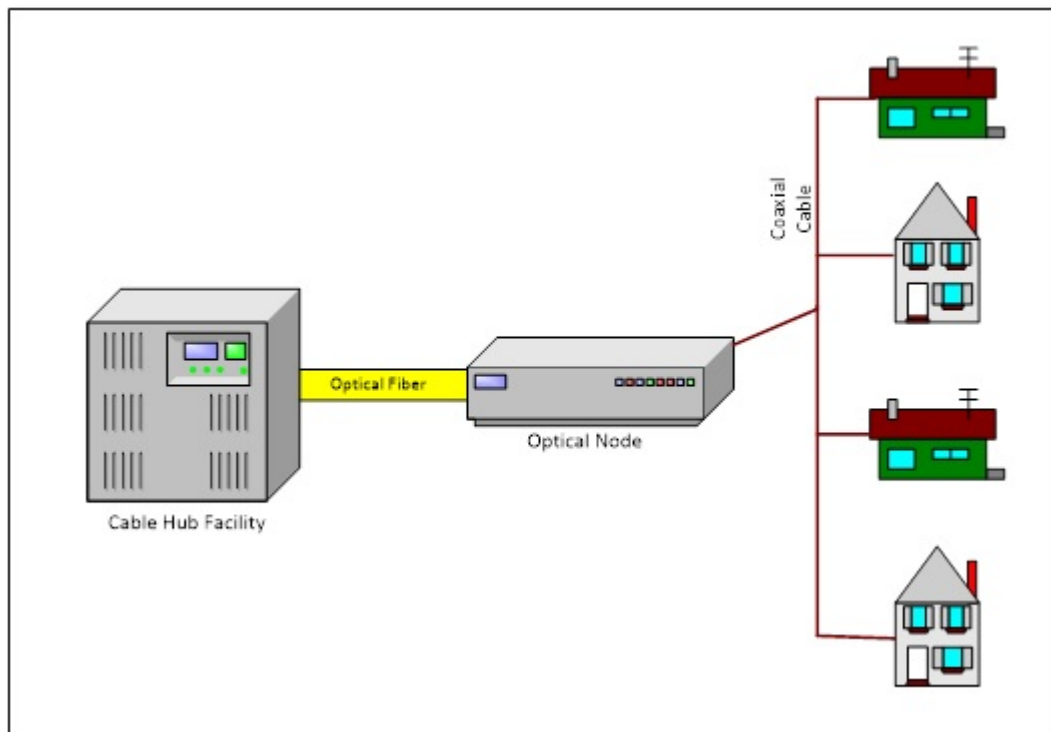 Coaxial
Cable
Optical Fiber
Optical Node
Cable Hub Facility